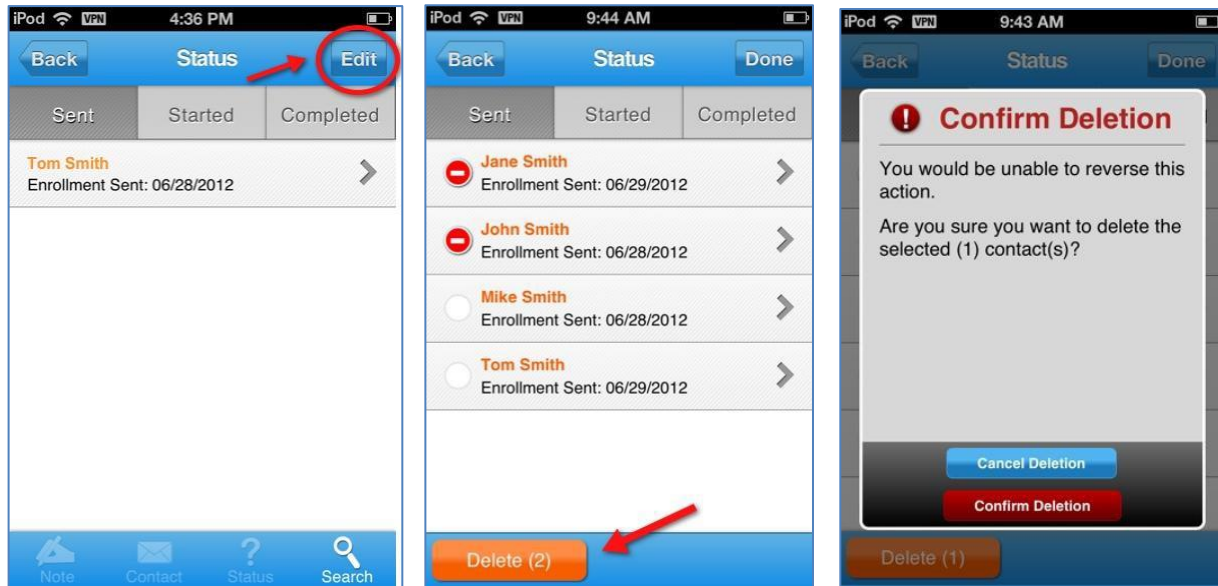 iPod VPN 4:36 PM
Back Status Edit
Sent Started Completed
Tom Smith
Enrollment Sent: 06/28/2012
Note Contact Status Search
iPod VPN 9:44 AM
Back Status Done
Sent Started Completed
Jane Smith
Enrollment Sent: 06/29/2012
John Smith
Enrollment Sent: 06/28/2012
Mike Smith
Enrollment Sent: 06/28/2012
Tom Smith
Enrollment Sent: 06/29/2012
Delete (2)
iPod VPN 9:43 AM
Back Status Done
Confirm Deletion
You would be unable to reverse this
action.
Are you sure you want to delete the
selected (1) contact(s)?
Cancel Deletion
Confirm Deletion
Delete (1)